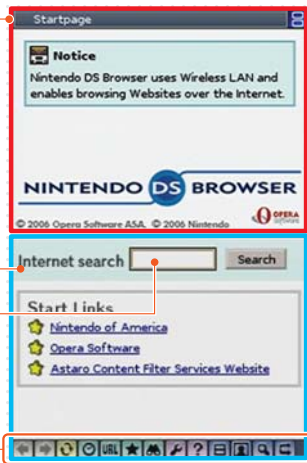 Startpage
Notice
Nintendo DS Browser uses Wireless LAN and
enables browsing Websites over the Internet.
NINTENDO DS BROWSER
© 2006 Opera Software ASA, © 2006 Nintendo
OPERA
Software
Internet search
Search
Start Links
Nintendo of America
Opera Software
Astaro Content Filter Services Website
URL
?